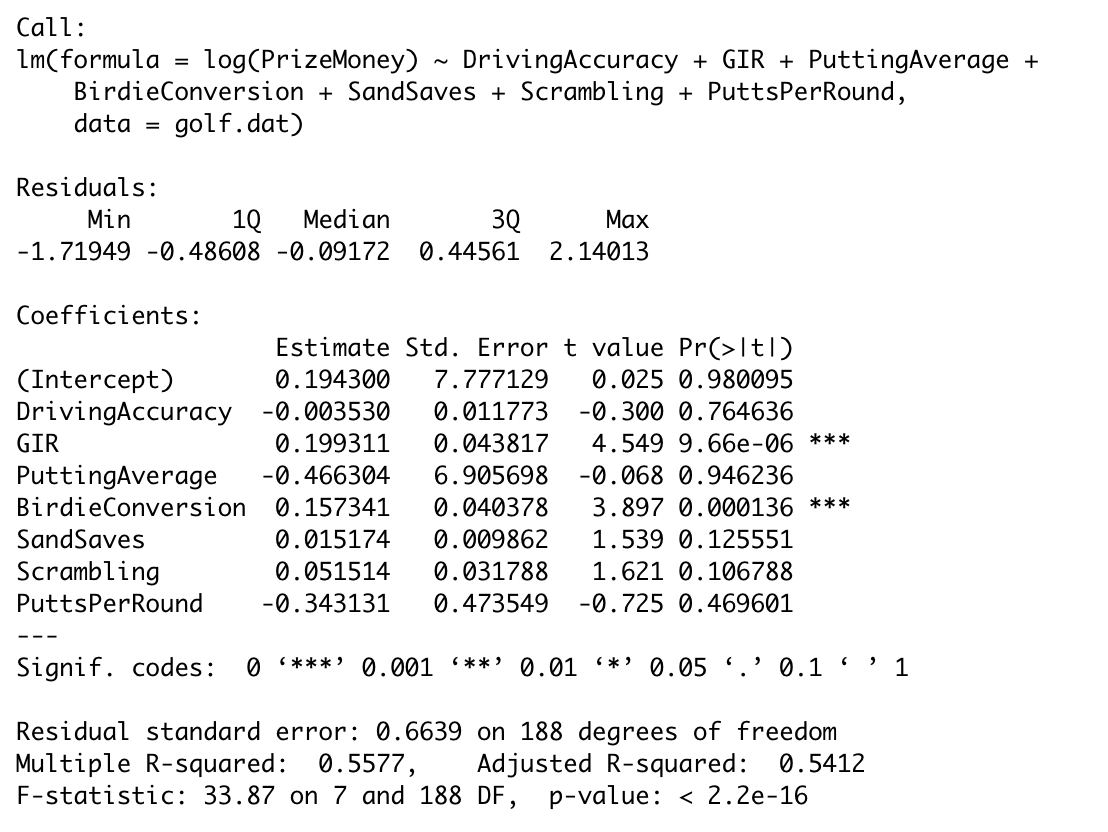 Call:
lm(formula = log(PrizeMoney) ~ DrivingAccuracy + GIR + PuttingAverage +
    BirdieConversion + SandSaves + Scrambling + PuttsPerRound,
    data = golf.dat)

Residuals:
     Min       1Q   Median       3Q      Max
-1.71949 -0.48608 -0.09172  0.44561  2.14013

Coefficients:
                  Estimate Std. Error t value Pr(>|t|)
(Intercept)       0.194300   7.777129   0.025 0.980095
DrivingAccuracy  -0.003530   0.011773  -0.300 0.764636
GIR               0.199311   0.043817   4.549 9.66e-06 ***
PuttingAverage   -0.466304   6.905698  -0.068 0.946236
BirdieConversion  0.157341   0.040378   3.897 0.000136 ***
SandSaves         0.015174   0.009862   1.539 0.125551
Scrambling        0.051514   0.031788   1.621 0.106788
PuttsPerRound    -0.343131   0.473549  -0.725 0.469601
---
Signif. codes:  0 ‘***’ 0.001 ‘**’ 0.01 ‘*’ 0.05 ‘.’ 0.1 ‘ ’ 1

Residual standard error: 0.6639 on 188 degrees of freedom
Multiple R-squared:  0.5577,    Adjusted R-squared:  0.5412
F-statistic: 33.87 on 7 and 188 DF,  p-value: < 2.2e-16